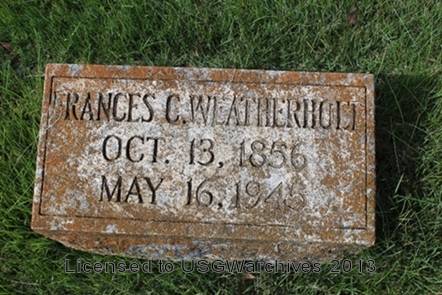 FRANCES C. WEATHERHOLT
OCT. 13, 1856
MAY 16, 1945
Licensed to USGWarchives 2013